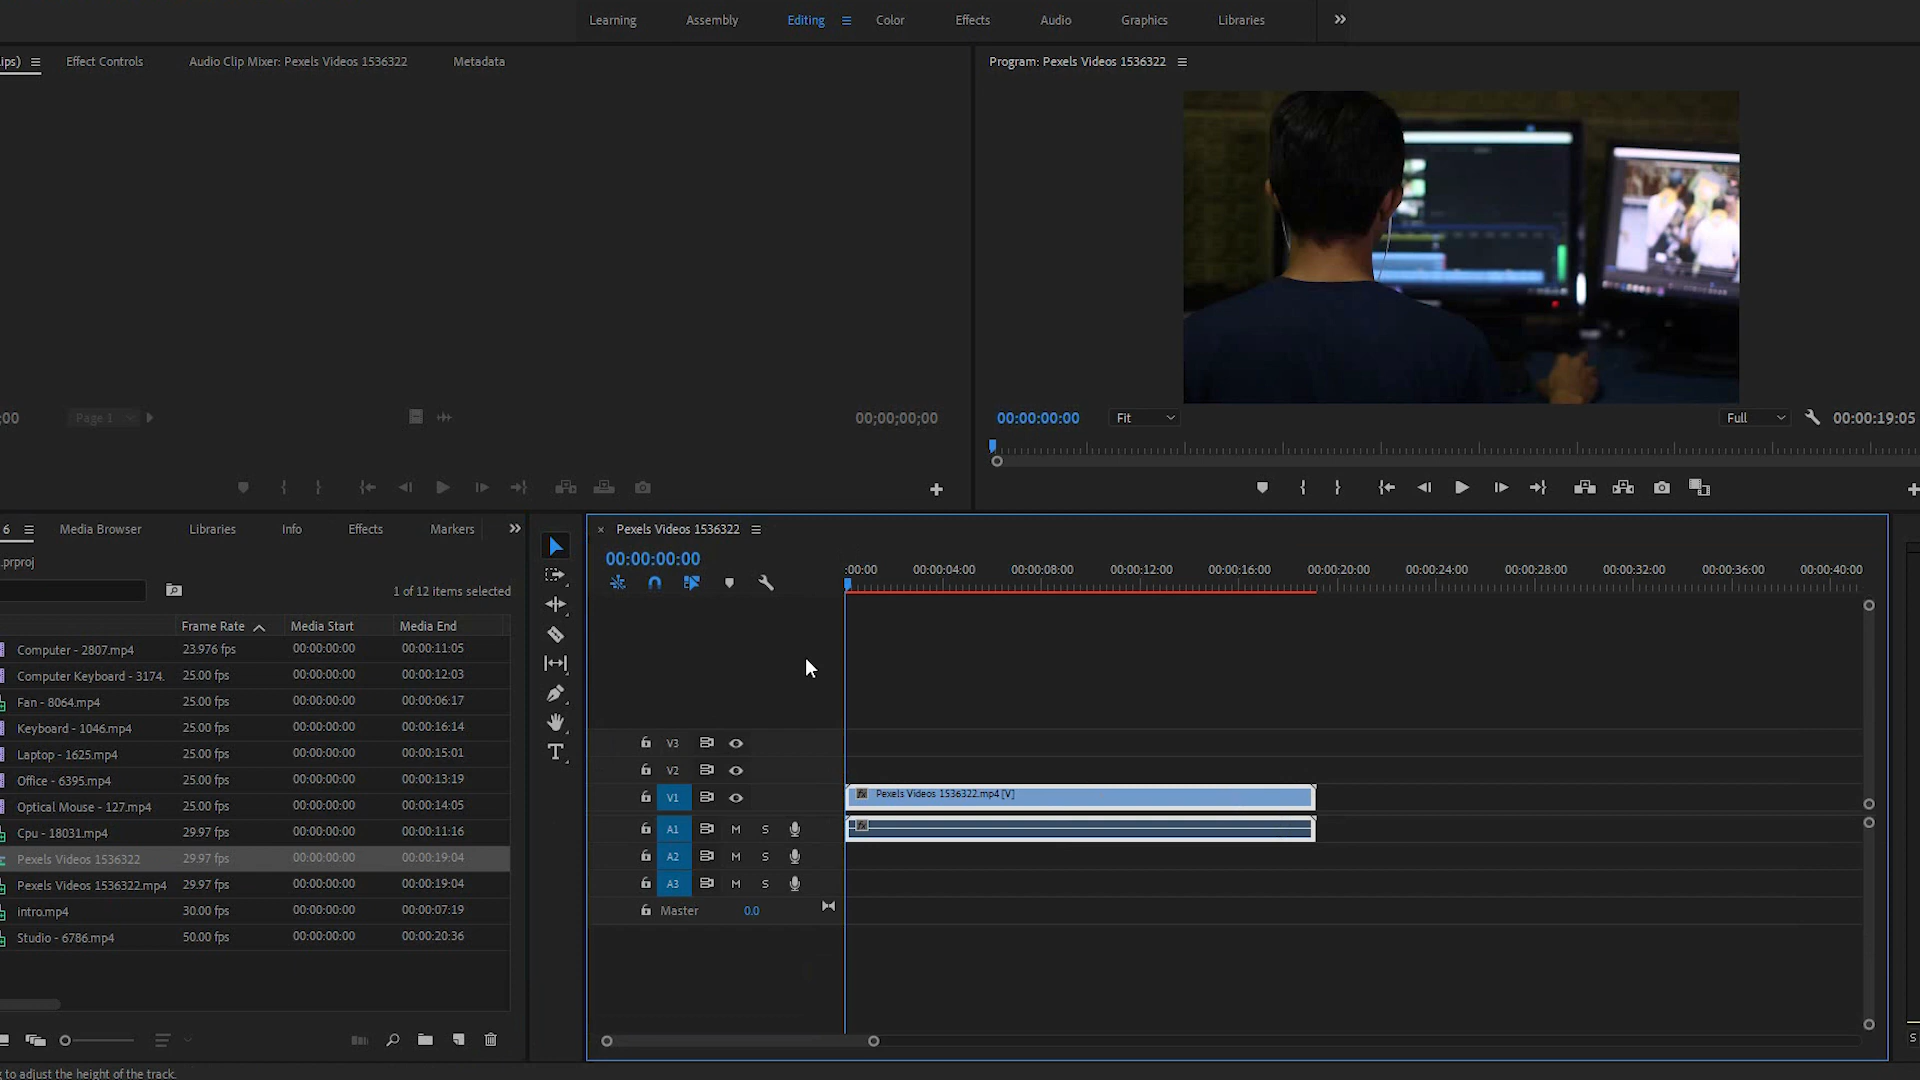 Learning Assembly Editing Color Effects Audio Graphics Libraries
ips) Effect Controls Audio Clip Mixer: Pexels Videos 1536322 Metadata
Program: Pexels Videos 1536322
;00 Page 1 00;00;00;00
00:00:00:00 Fit Full 00:00:19:05
6 Media Browser Libraries Info Effects Markers
.prproj
1 of 12 items selected
Frame Rate Media Start Media End
Computer - 2807.mp4 23.976 fps 00:00:00:00 00:00:11:05
Computer Keyboard - 3174. 25.00 fps 00:00:00:00 00:00:12:03
Fan - 8064.mp4 25.00 fps 00:00:00:00 00:00:06:17
Keyboard - 1046.mp4 25.00 fps 00:00:00:00 00:00:16:14
Laptop - 1625.mp4 25.00 fps 00:00:00:00 00:00:15:01
Office - 6395.mp4 25.00 fps 00:00:00:00 00:00:13:19
Optical Mouse - 127.mp4 25.00 fps 00:00:00:00 00:00:14:05
Cpu - 18031.mp4 29.97 fps 00:00:00:00 00:00:11:16
Pexels Videos 1536322 29.97 fps 00:00:00:00 00:00:19:04
Pexels Videos 1536322.mp4 29.97 fps 00:00:00:00 00:00:19:04
intro.mp4 30.00 fps 00:00:00:00 00:00:07:19
Studio - 6786.mp4 50.00 fps 00:00:00:00 00:00:20:36
g to adjust the height of the track.
× Pexels Videos 1536322
00:00:00:00
:00:00 00:00:04:00 00:00:08:00 00:00:12:00 00:00:16:00 00:00:20:00 00:00:24:00 00:00:28:00 00:00:32:00 00:00:36:00 00:00:40:00
V3
V2
V1 fx Pexels Videos 1536322.mp4 [V]
A1 M S fx
A2 M S
A3 M S
Master 0.0
S